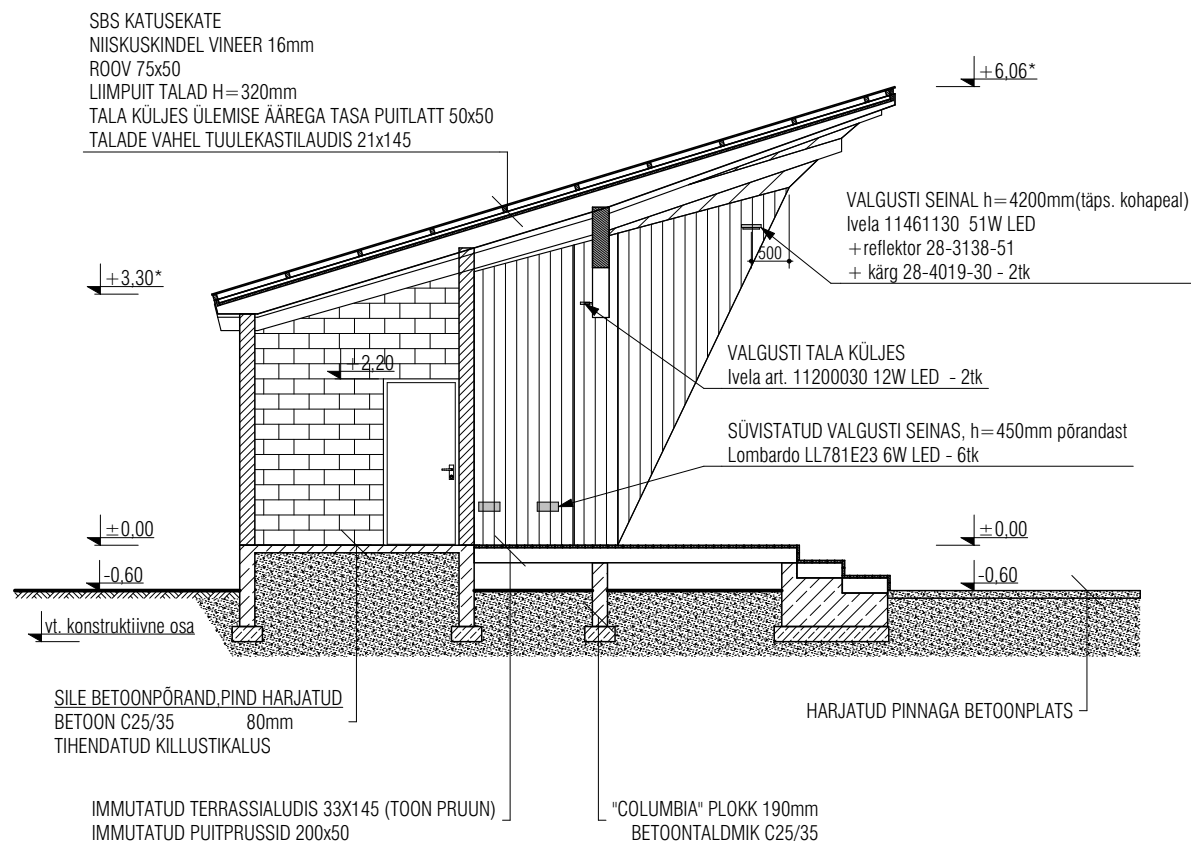 SBS KATUSEKATE
NIISKUSKINDEL VINEER 16mm
ROOV 75x50
LIIMPUIT TALAD H=320mm
TALA KÜLJES ÜLEMISE ÄÄREGA TASA PUITLATT 50x50
TALADE VAHEL TUULEKASTILAUDIS 21x145
+6,06*
VALGUSTI SEINAL h=4200mm(täps. kohapeal)
Ivela 11461130 51W LED
+reflektor 28-3138-51
+ kärg 28-4019-30 - 2tk
500
+3,30*
+2,20
VALGUSTI TALA KÜLJES
Ivela art. 11200030 12W LED - 2tk
SÜVISTATUD VALGUSTI SEINAS, h=450mm põrandast
Lombardo LL781E23 6W LED - 6tk
±0,00
±0,00
-0,60
-0,60
vt. konstruktiivne osa
SILE BETOONPÕRAND,PIND HARJATUD
BETOON C25/35 80mm
TIHENDATUD KILLUSTIKALUS
HARJATUD PINNAGA BETOONPLATS
IMMUTATUD TERRASSIALUDIS 33X145 (TOON PRUUN)
IMMUTATUD PUITPRUSSID 200x50
"COLUMBIA" PLOKK 190mm
BETOONTALDMIK C25/35